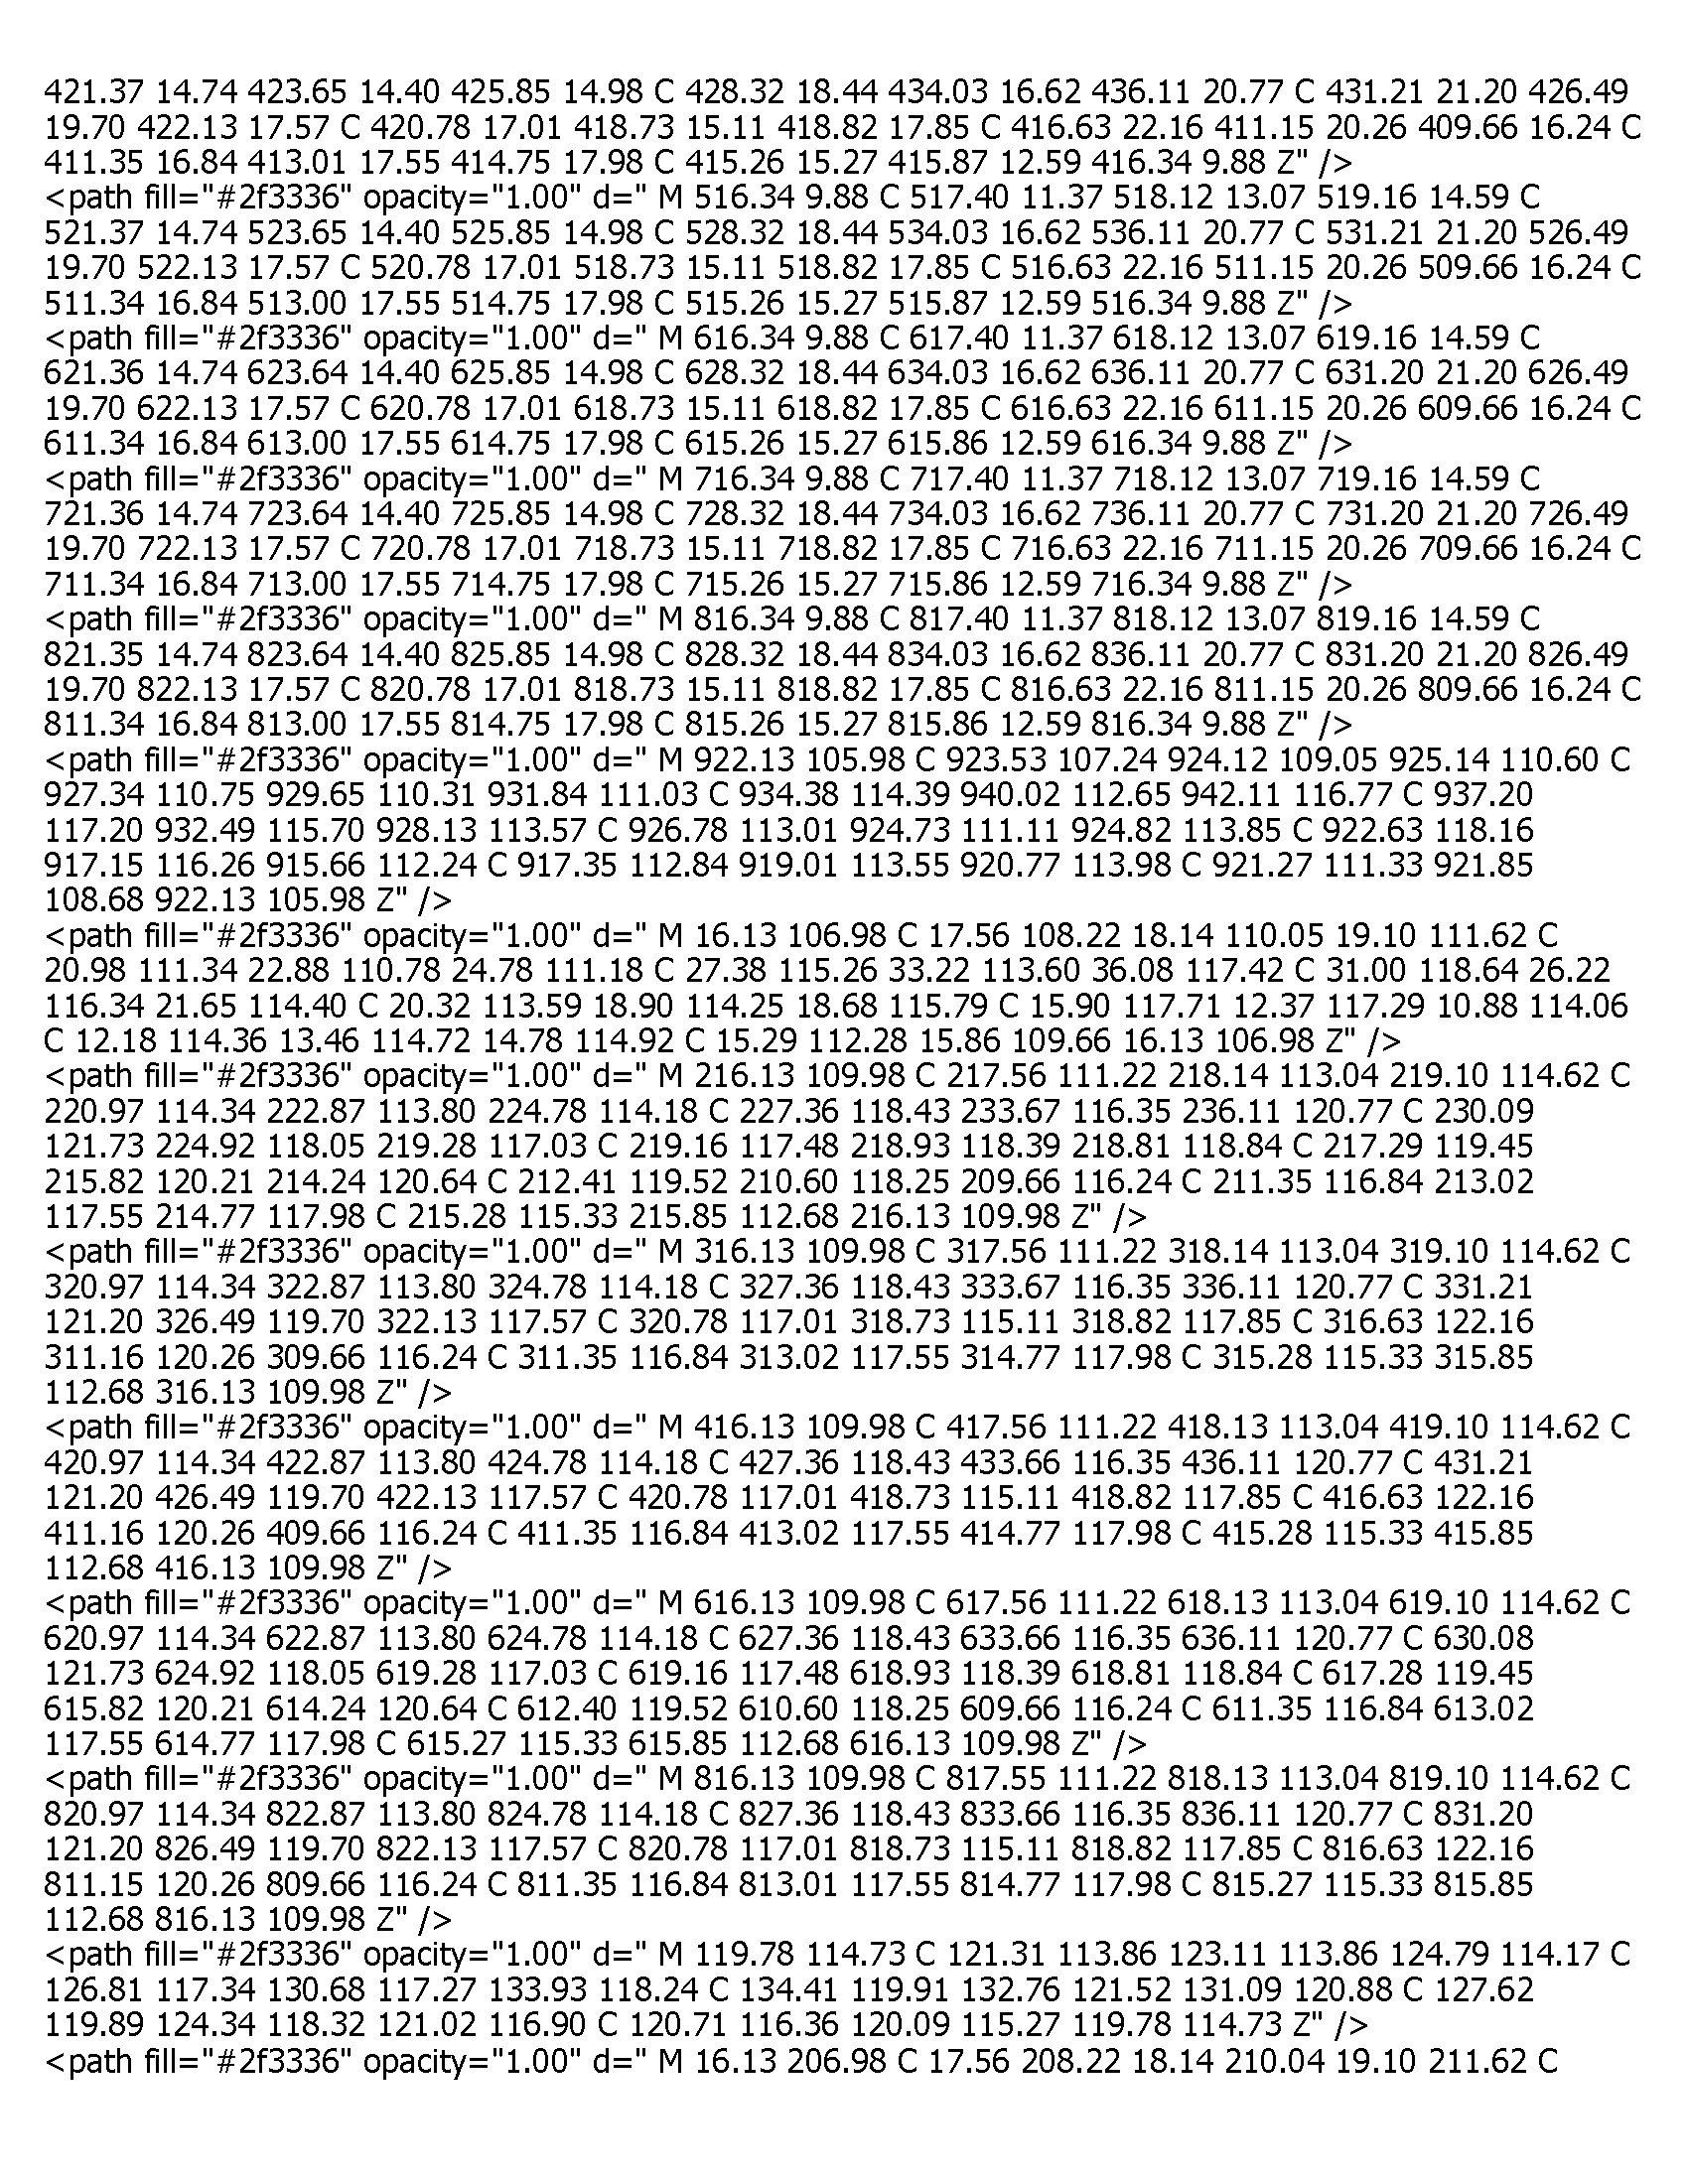 421.37 14.74 423.65 14.40 425.85 14.98 C 428.32 18.44 434.03 16.62 436.11 20.77 C 431.21 21.20 426.49
19.70 422.13 17.57 C 420.78 17.01 418.73 15.11 418.82 17.85 C 416.63 22.16 411.15 20.26 409.66 16.24 C
411.35 16.84 413.01 17.55 414.75 17.98 C 415.26 15.27 415.87 12.59 416.34 9.88 Z" />
<path fill="#2f3336" opacity="1.00" d=" M 516.34 9.88 C 517.40 11.37 518.12 13.07 519.16 14.59 C
521.37 14.74 523.65 14.40 525.85 14.98 C 528.32 18.44 534.03 16.62 536.11 20.77 C 531.21 21.20 526.49
19.70 522.13 17.57 C 520.78 17.01 518.73 15.11 518.82 17.85 C 516.63 22.16 511.15 20.26 509.66 16.24 C
511.34 16.84 513.00 17.55 514.75 17.98 C 515.26 15.27 515.87 12.59 516.34 9.88 Z" />
<path fill="#2f3336" opacity="1.00" d=" M 616.34 9.88 C 617.40 11.37 618.12 13.07 619.16 14.59 C
621.36 14.74 623.64 14.40 625.85 14.98 C 628.32 18.44 634.03 16.62 636.11 20.77 C 631.20 21.20 626.49
19.70 622.13 17.57 C 620.78 17.01 618.73 15.11 618.82 17.85 C 616.63 22.16 611.15 20.26 609.66 16.24 C
611.34 16.84 613.00 17.55 614.75 17.98 C 615.26 15.27 615.86 12.59 616.34 9.88 Z" />
<path fill="#2f3336" opacity="1.00" d=" M 716.34 9.88 C 717.40 11.37 718.12 13.07 719.16 14.59 C
721.36 14.74 723.64 14.40 725.85 14.98 C 728.32 18.44 734.03 16.62 736.11 20.77 C 731.20 21.20 726.49
19.70 722.13 17.57 C 720.78 17.01 718.73 15.11 718.82 17.85 C 716.63 22.16 711.15 20.26 709.66 16.24 C
711.34 16.84 713.00 17.55 714.75 17.98 C 715.26 15.27 715.86 12.59 716.34 9.88 Z" />
<path fill="#2f3336" opacity="1.00" d=" M 816.34 9.88 C 817.40 11.37 818.12 13.07 819.16 14.59 C
821.35 14.74 823.64 14.40 825.85 14.98 C 828.32 18.44 834.03 16.62 836.11 20.77 C 831.20 21.20 826.49
19.70 822.13 17.57 C 820.78 17.01 818.73 15.11 818.82 17.85 C 816.63 22.16 811.15 20.26 809.66 16.24 C
811.34 16.84 813.00 17.55 814.75 17.98 C 815.26 15.27 815.86 12.59 816.34 9.88 Z" />
<path fill="#2f3336" opacity="1.00" d=" M 922.13 105.98 C 923.53 107.24 924.12 109.05 925.14 110.60 C
927.34 110.75 929.65 110.31 931.84 111.03 C 934.38 114.39 940.02 112.65 942.11 116.77 C 937.20
117.20 932.49 115.70 928.13 113.57 C 926.78 113.01 924.73 111.11 924.82 113.85 C 922.63 118.16
917.15 116.26 915.66 112.24 C 917.35 112.84 919.01 113.55 920.77 113.98 C 921.27 111.33 921.85
108.68 922.13 105.98 Z" />
<path fill="#2f3336" opacity="1.00" d=" M 16.13 106.98 C 17.56 108.22 18.14 110.05 19.10 111.62 C
20.98 111.34 22.88 110.78 24.78 111.18 C 27.38 115.26 33.22 113.60 36.08 117.42 C 31.00 118.64 26.22
116.34 21.65 114.40 C 20.32 113.59 18.90 114.25 18.68 115.79 C 15.90 117.71 12.37 117.29 10.88 114.06
C 12.18 114.36 13.46 114.72 14.78 114.92 C 15.29 112.28 15.86 109.66 16.13 106.98 Z" />
<path fill="#2f3336" opacity="1.00" d=" M 216.13 109.98 C 217.56 111.22 218.14 113.04 219.10 114.62 C
220.97 114.34 222.87 113.80 224.78 114.18 C 227.36 118.43 233.67 116.35 236.11 120.77 C 230.09
121.73 224.92 118.05 219.28 117.03 C 219.16 117.48 218.93 118.39 218.81 118.84 C 217.29 119.45
215.82 120.21 214.24 120.64 C 212.41 119.52 210.60 118.25 209.66 116.24 C 211.35 116.84 213.02
117.55 214.77 117.98 C 215.28 115.33 215.85 112.68 216.13 109.98 Z" />
<path fill="#2f3336" opacity="1.00" d=" M 316.13 109.98 C 317.56 111.22 318.14 113.04 319.10 114.62 C
320.97 114.34 322.87 113.80 324.78 114.18 C 327.36 118.43 333.67 116.35 336.11 120.77 C 331.21
121.20 326.49 119.70 322.13 117.57 C 320.78 117.01 318.73 115.11 318.82 117.85 C 316.63 122.16
311.16 120.26 309.66 116.24 C 311.35 116.84 313.02 117.55 314.77 117.98 C 315.28 115.33 315.85
112.68 316.13 109.98 Z" />
<path fill="#2f3336" opacity="1.00" d=" M 416.13 109.98 C 417.56 111.22 418.13 113.04 419.10 114.62 C
420.97 114.34 422.87 113.80 424.78 114.18 C 427.36 118.43 433.66 116.35 436.11 120.77 C 431.21
121.20 426.49 119.70 422.13 117.57 C 420.78 117.01 418.73 115.11 418.82 117.85 C 416.63 122.16
411.16 120.26 409.66 116.24 C 411.35 116.84 413.02 117.55 414.77 117.98 C 415.28 115.33 415.85
112.68 416.13 109.98 Z" />
<path fill="#2f3336" opacity="1.00" d=" M 616.13 109.98 C 617.56 111.22 618.13 113.04 619.10 114.62 C
620.97 114.34 622.87 113.80 624.78 114.18 C 627.36 118.43 633.66 116.35 636.11 120.77 C 630.08
121.73 624.92 118.05 619.28 117.03 C 619.16 117.48 618.93 118.39 618.81 118.84 C 617.28 119.45
615.82 120.21 614.24 120.64 C 612.40 119.52 610.60 118.25 609.66 116.24 C 611.35 116.84 613.02
117.55 614.77 117.98 C 615.27 115.33 615.85 112.68 616.13 109.98 Z" />
<path fill="#2f3336" opacity="1.00" d=" M 816.13 109.98 C 817.55 111.22 818.13 113.04 819.10 114.62 C
820.97 114.34 822.87 113.80 824.78 114.18 C 827.36 118.43 833.66 116.35 836.11 120.77 C 831.20
121.20 826.49 119.70 822.13 117.57 C 820.78 117.01 818.73 115.11 818.82 117.85 C 816.63 122.16
811.15 120.26 809.66 116.24 C 811.35 116.84 813.01 117.55 814.77 117.98 C 815.27 115.33 815.85
112.68 816.13 109.98 Z" />
<path fill="#2f3336" opacity="1.00" d=" M 119.78 114.73 C 121.31 113.86 123.11 113.86 124.79 114.17 C
126.81 117.34 130.68 117.27 133.93 118.24 C 134.41 119.91 132.76 121.52 131.09 120.88 C 127.62
119.89 124.34 118.32 121.02 116.90 C 120.71 116.36 120.09 115.27 119.78 114.73 Z" />
<path fill="#2f3336" opacity="1.00" d=" M 16.13 206.98 C 17.56 208.22 18.14 210.04 19.10 211.62 C